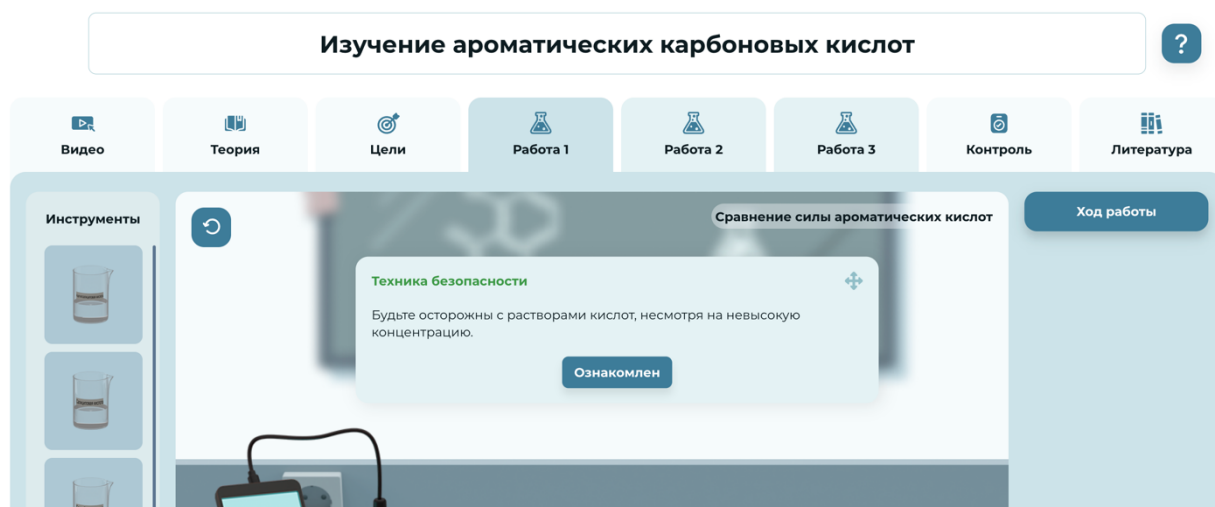 Изучение ароматических карбоновых кислот
?
Видео
Теория
Цели
Работа 1
Работа 2
Работа 3
Контроль
Литература
Инструменты
Сравнение силы ароматических кислот
Ход работы
Техника безопасности
Будьте осторожны с растворами кислот, несмотря на невысокую
концентрацию.
Ознакомлен